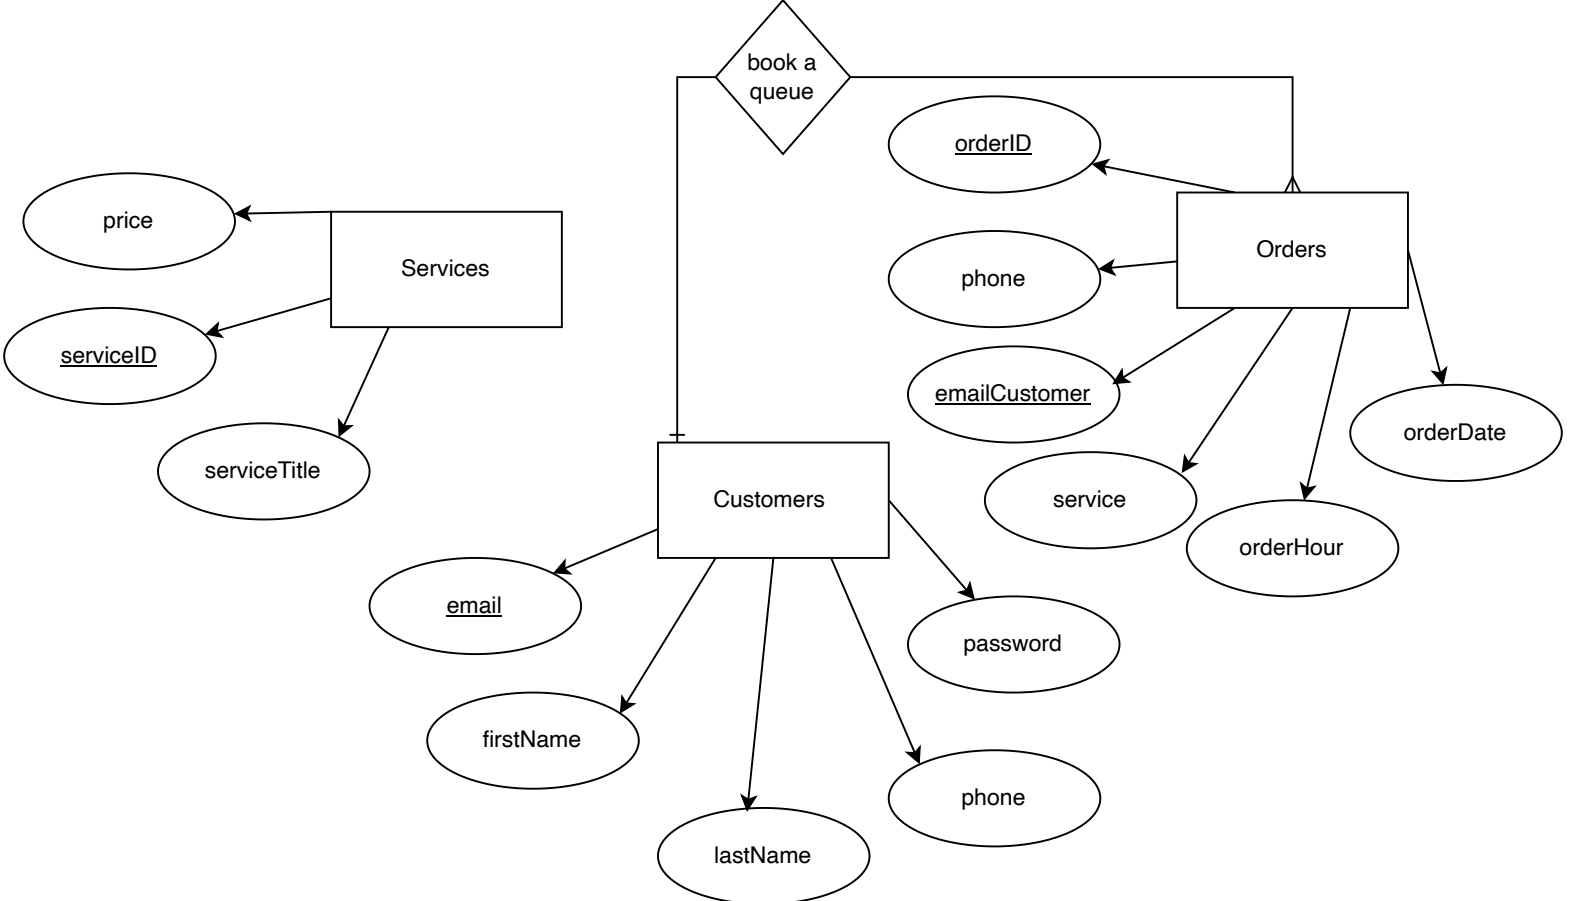 book a
queue
orderID
price
Services
Orders
phone
serviceID
emailCustomer
serviceTitle
orderDate
Customers
service
orderHour
email
password
firstName
phone
lastName